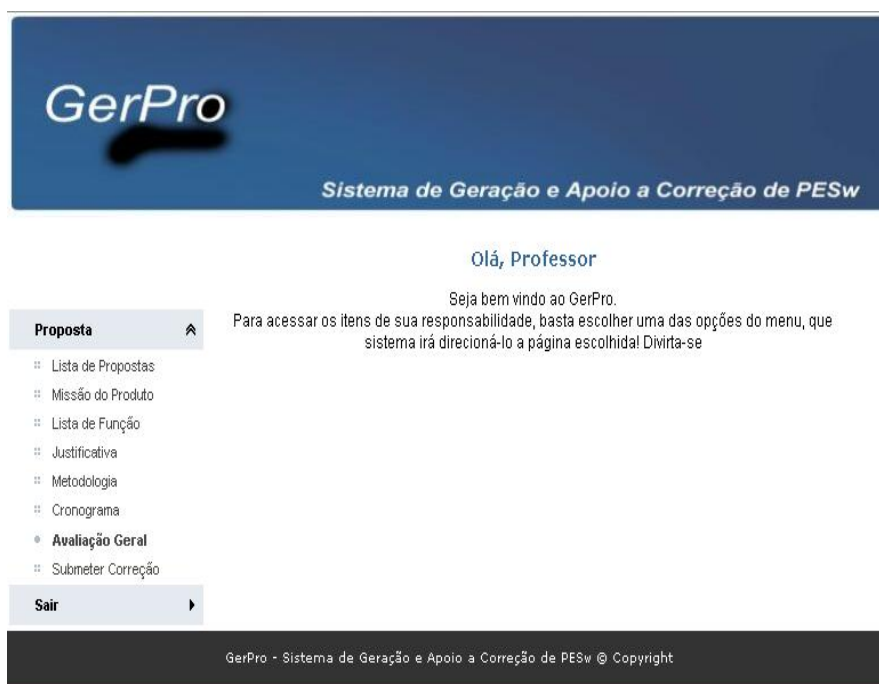 GerPro
Sistema de Geração e Apoio a Correção de PESw
Olá, Professor
Seja bem vindo ao GerPro.
Para acessar os itens de sua responsabilidade, basta escolher uma das opções do menu, que
sistema irá direcioná-lo a página escolhida! Divirta-se
Proposta
Lista de Propostas
Missão do Produto
Lista de Função
Justificativa
Metodologia
Cronograma
Avaliação Geral
Submeter Correção
Sair
GerPro - Sistema de Geração e Apoio a Correção de PESw © Copyright